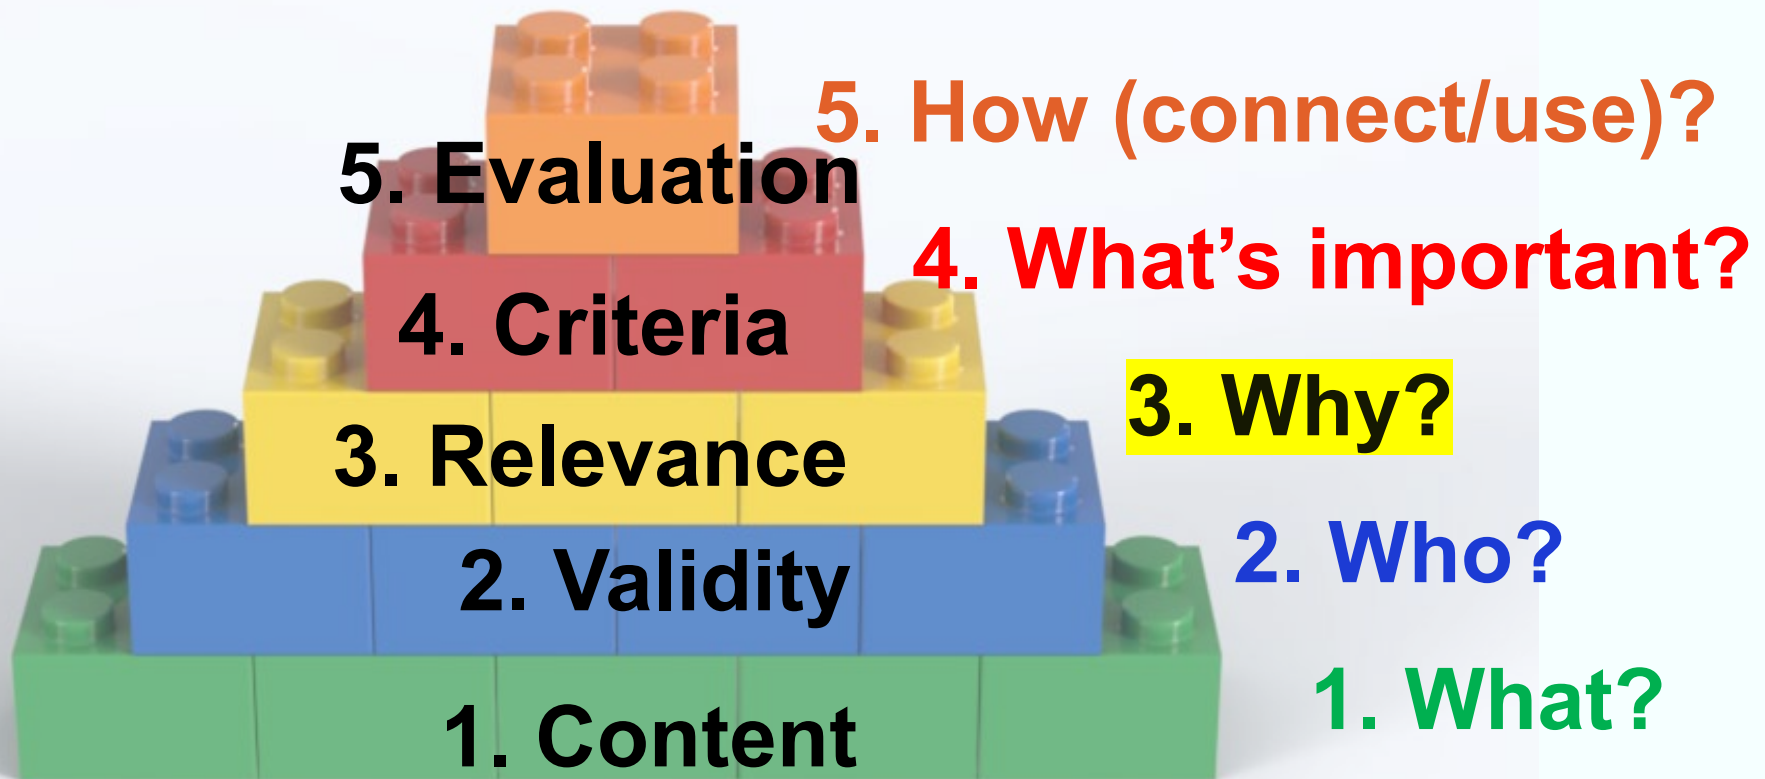 5. How (connect/use)?
5. Evaluation
4. What’s important?
4. Criteria
3. Why?
3. Relevance
2. Who?
2. Validity
1. What?
1. Content